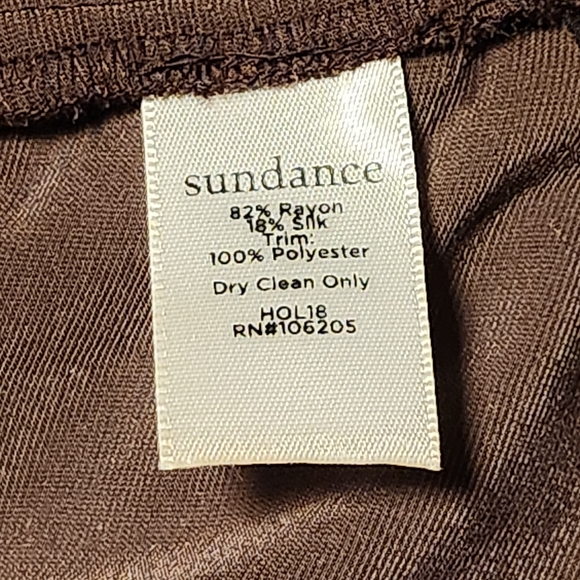 sundance
82% Rayon
18% Silk
Trim:
100% Polyester
Dry Clean Only
HOL18
RN#106205